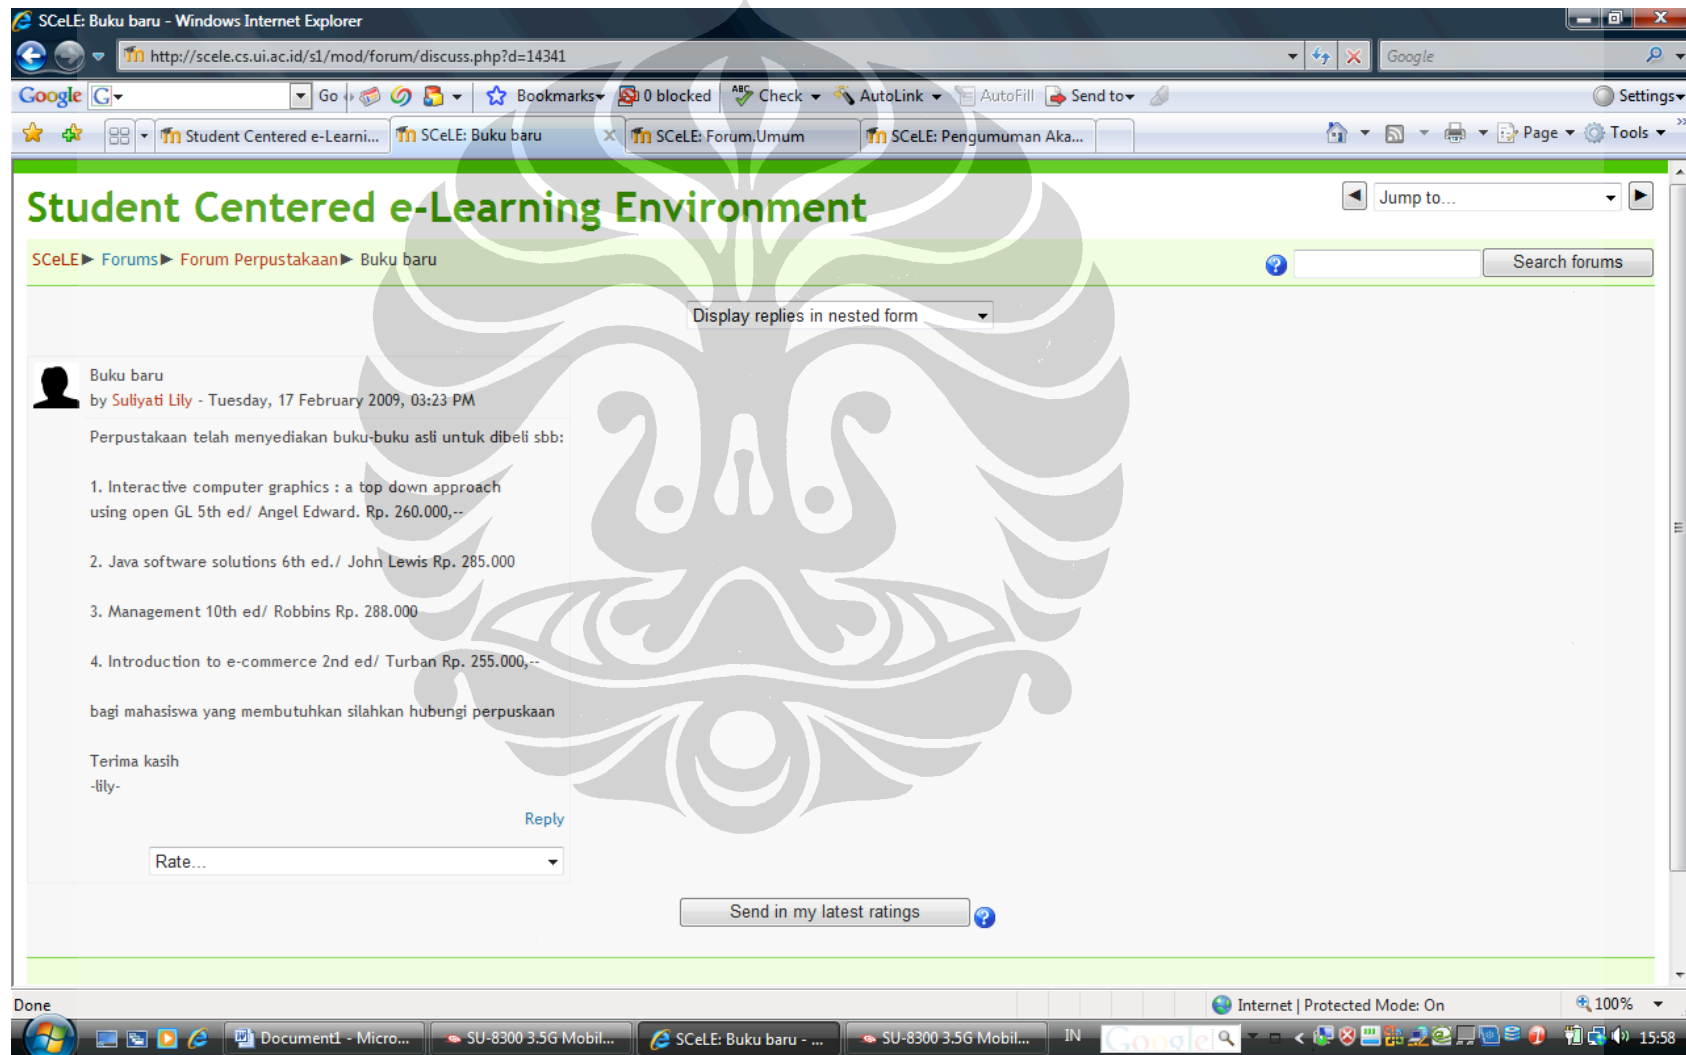 SCeLE: Buku baru - Windows Internet Explorer
http://scele.cs.ui.ac.id/s1/mod/forum/discuss.php?d=14341
Google
Google G Go Bookmarks 0 blocked ABC Check AutoLink AutoFill Send to Settings
Student Centered e-Learni... SCeLE: Buku baru SCeLE: Forum.Umum SCeLE: Pengumuman Aka... Page Tools
Student Centered e-Learning Environment
Jump to...
SCeLE► Forums► Forum Perpustakaan► Buku baru
Search forums
Display replies in nested form
Buku baru
by Suliyati Lily - Tuesday, 17 February 2009, 03:23 PM
Perpustakaan telah menyediakan buku-buku asli untuk dibeli sbb:
1. Interactive computer graphics : a top down approach
using open GL 5th ed/ Angel Edward. Rp. 260.000,--
2. Java software solutions 6th ed./ John Lewis Rp. 285.000
3. Management 10th ed/ Robbins Rp. 288.000
4. Introduction to e-commerce 2nd ed/ Turban Rp. 255.000,--
bagi mahasiswa yang membutuhkan silahkan hubungi perpuskaan
Terima kasih
-lily-
Reply
Rate...
Send in my latest ratings
Done
Internet | Protected Mode: On
100%
Document1 - Micro... SU-8300 3.5G Mobil... SCeLE: Buku baru - ... SU-8300 3.5G Mobil... IN Google 15:58